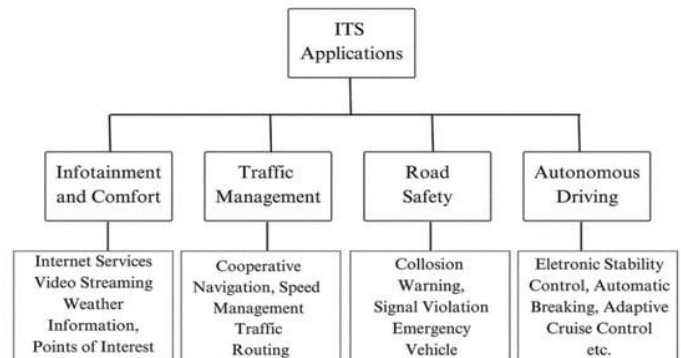 ITS
Applications
Infotainment
and Comfort
Traffic
Management
Road
Safety
Autonomous
Driving
Internet Services
Video Streaming
Weather
Information,
Points of Interest
Cooperative
Navigation, Speed
Management
Traffic
Routing
Collosion
Warning,
Signal Violation
Emergency
Vehicle
Eletronic Stability
Control, Automatic
Breaking, Adaptive
Cruise Control
etc.